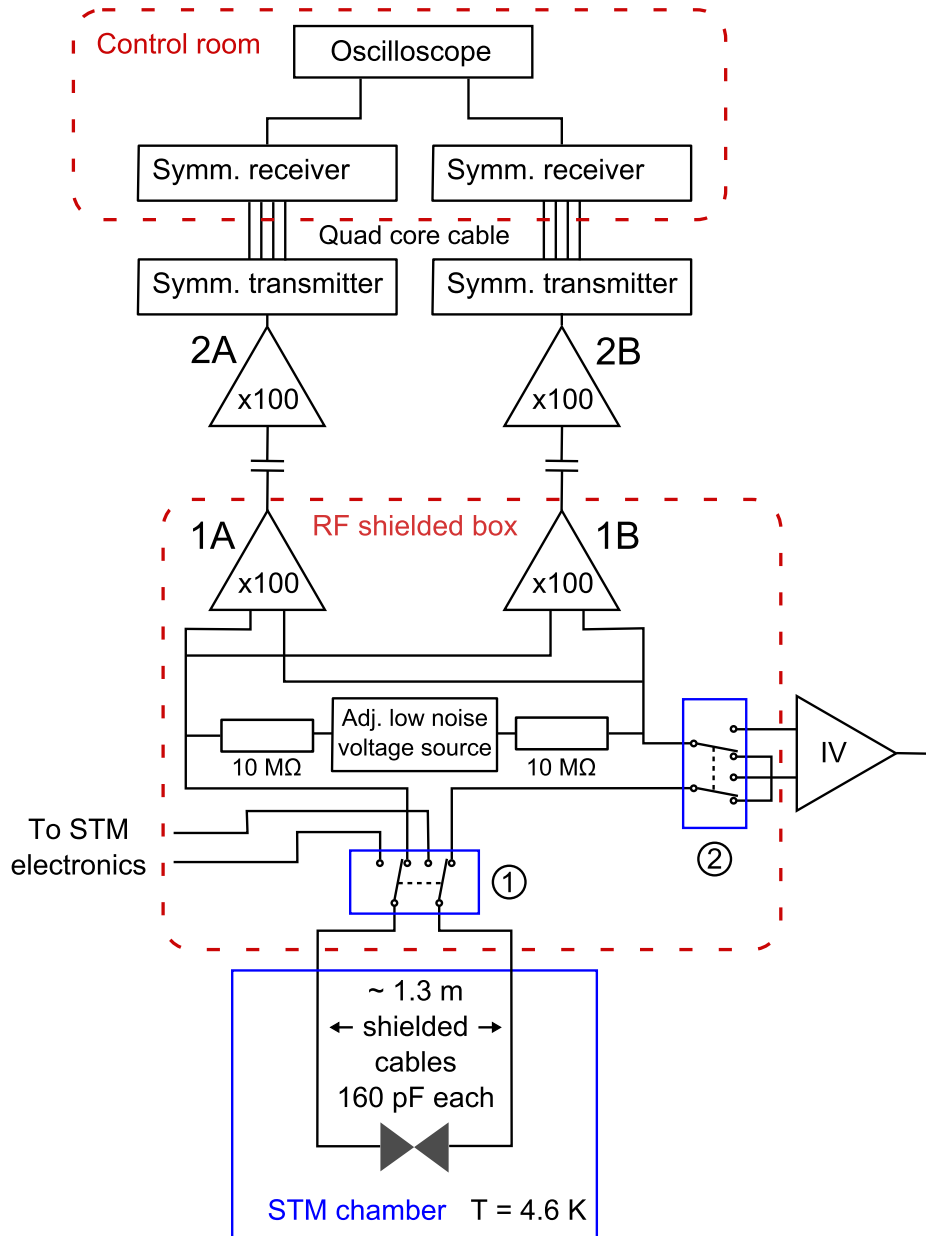 Control room
Oscilloscope
Symm. receiver
Symm. receiver
Quad core cable
Symm. transmitter
Symm. transmitter
2A
2B
x100
x100
1A
RF shielded box
1B
x100
x100
Adj. low noise
voltage source
10 MΩ
10 MΩ
IV
To STM
electronics
1
2
~ 1.3 m
shielded
cables
160 pF each
STM chamber T = 4.6 K